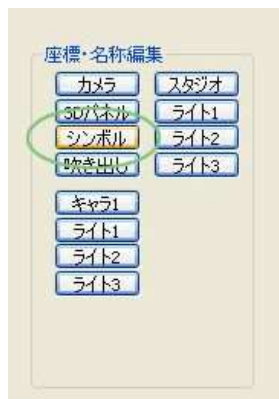 座標・名称編集
カメラ スタジオ
3Dパネル ライト1
シンボル ライト2
吹き出し ライト3
キャラ1
ライト1
ライト2
ライト3